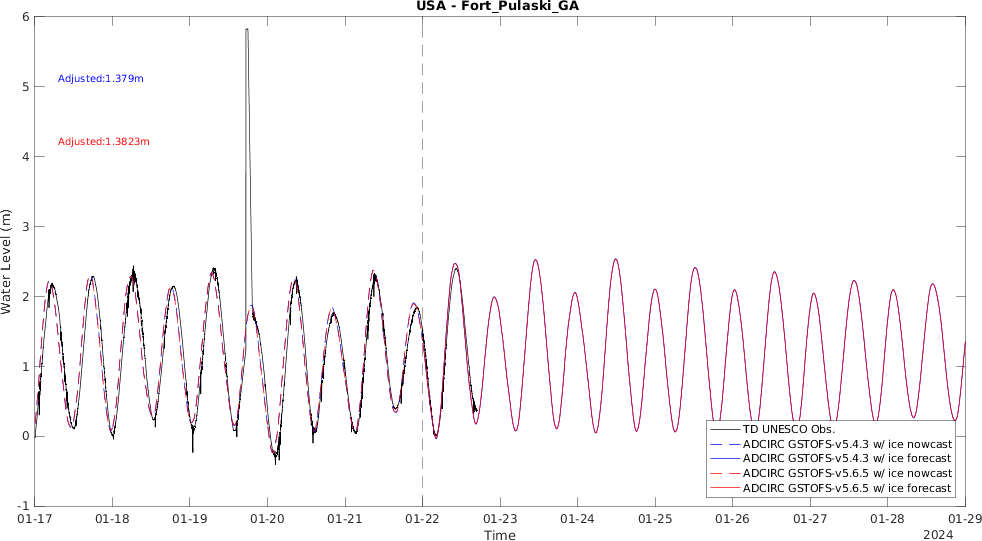 USA - Fort_Pulaski_GA
6
5
4
3
2
1
0
-1
Water Level (m)
Adjusted:1.379m
Adjusted:1.3823m
TD UNESCO Obs.
ADCIRC GSTOFS-v5.4.3 w/ ice nowcast
ADCIRC GSTOFS-v5.4.3 w/ ice forecast
ADCIRC GSTOFS-v5.6.5 w/ ice nowcast
ADCIRC GSTOFS-v5.6.5 w/ ice forecast
01-17 01-18 01-19 01-20 01-21 01-22 01-23 01-24 01-25 01-26 01-27 01-28 01-29
Time
2024